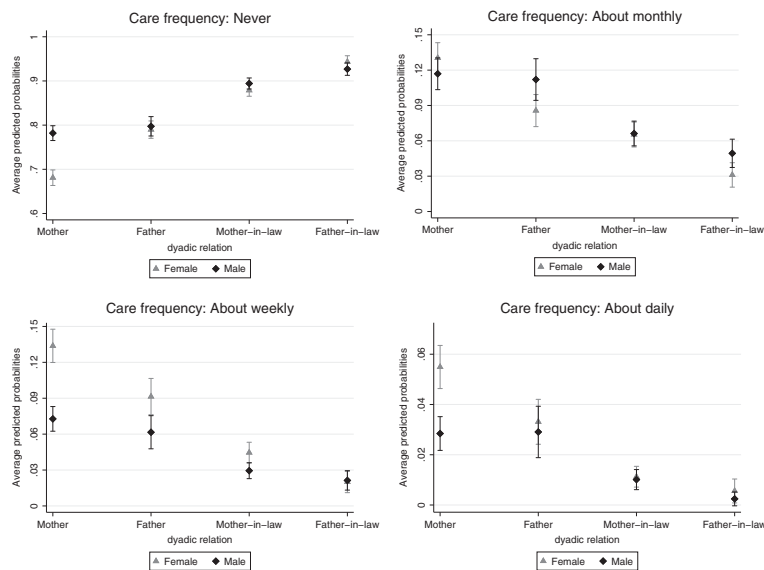 Care frequency: Never
Average predicted probabilities
1
.9
.8
.7
.6
Mother Father Mother-in-law Father-in-law
dyadic relation
Female Male
Care frequency: About monthly
Average predicted probabilities
.15
.12
.09
.06
.03
0
Mother Father Mother-in-law Father-in-law
dyadic relation
Female Male
Care frequency: About weekly
Average predicted probabilities
.15
.12
.09
.06
.03
0
Mother Father Mother-in-law Father-in-law
dyadic relation
Female Male
Care frequency: About daily
Average predicted probabilities
.06
.04
.02
0
Mother Father Mother-in-law Father-in-law
dyadic relation
Female Male